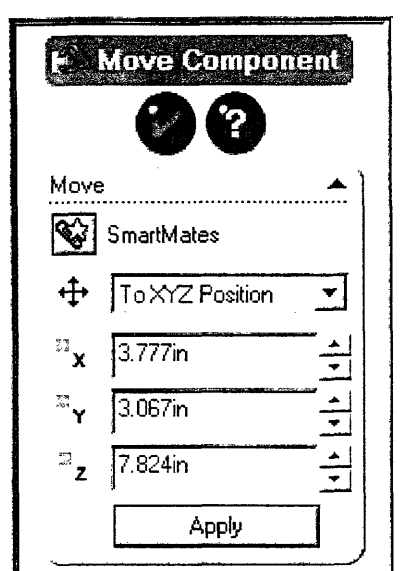 Move Component
?
Move
SmartMates
To XYZ Position
X 3.777in
Y 3.067in
Z 7.824in
Apply